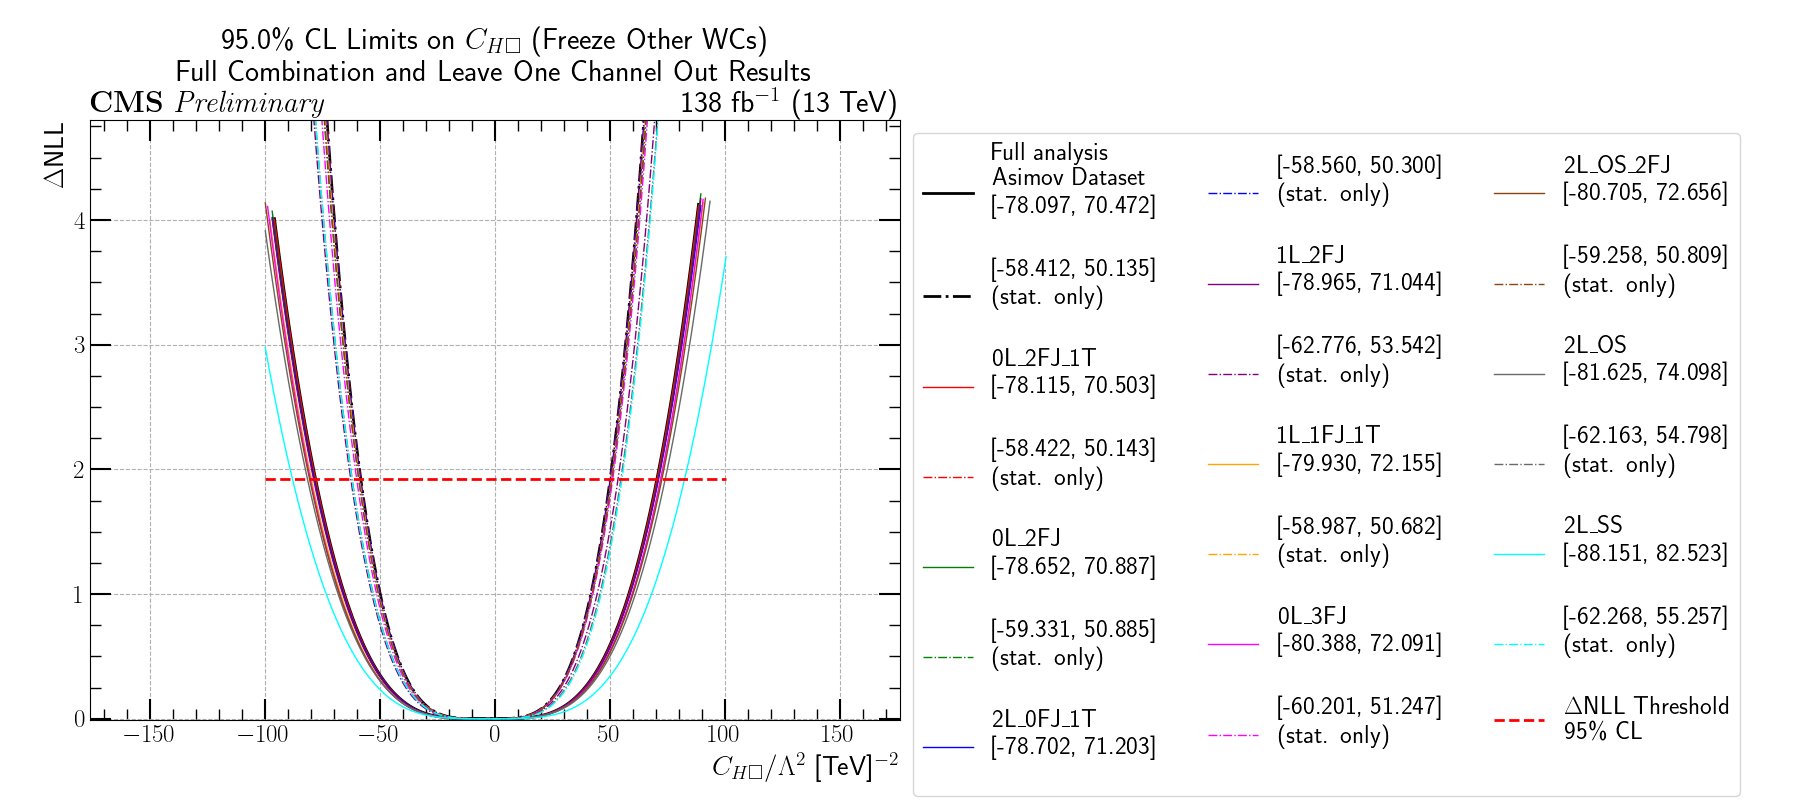 95.0% CL Limits on $C_{H\Box}$ (Freeze Other WCs)
Full Combination and Leave One Channel Out Results
CMS Preliminary
138 fb$^{-1}$ (13 TeV)
ΔNLL
4
3
2
1
0
−150
−100
−50
0
50
100
150
$C_{H\Box}/\Lambda^2$ [TeV]$^{-2}$
Full analysis
Asimov Dataset
[-78.097, 70.472]
[-58.412, 50.135]
(stat. only)
0L_2FJ_1T
[-78.115, 70.503]
[-58.422, 50.143]
(stat. only)
0L_2FJ
[-78.652, 70.887]
[-59.331, 50.885]
(stat. only)
2L_0FJ_1T
[-78.702, 71.203]
[-58.560, 50.300]
(stat. only)
1L_2FJ
[-78.965, 71.044]
[-62.776, 53.542]
(stat. only)
1L_1FJ_1T
[-79.930, 72.155]
[-58.987, 50.682]
(stat. only)
0L_3FJ
[-80.388, 72.091]
[-60.201, 51.247]
(stat. only)
2L_OS_2FJ
[-80.705, 72.656]
[-59.258, 50.809]
(stat. only)
2L_OS
[-81.625, 74.098]
[-62.163, 54.798]
(stat. only)
2L_SS
[-88.151, 82.523]
[-62.268, 55.257]
(stat. only)
ΔNLL Threshold
95% CL